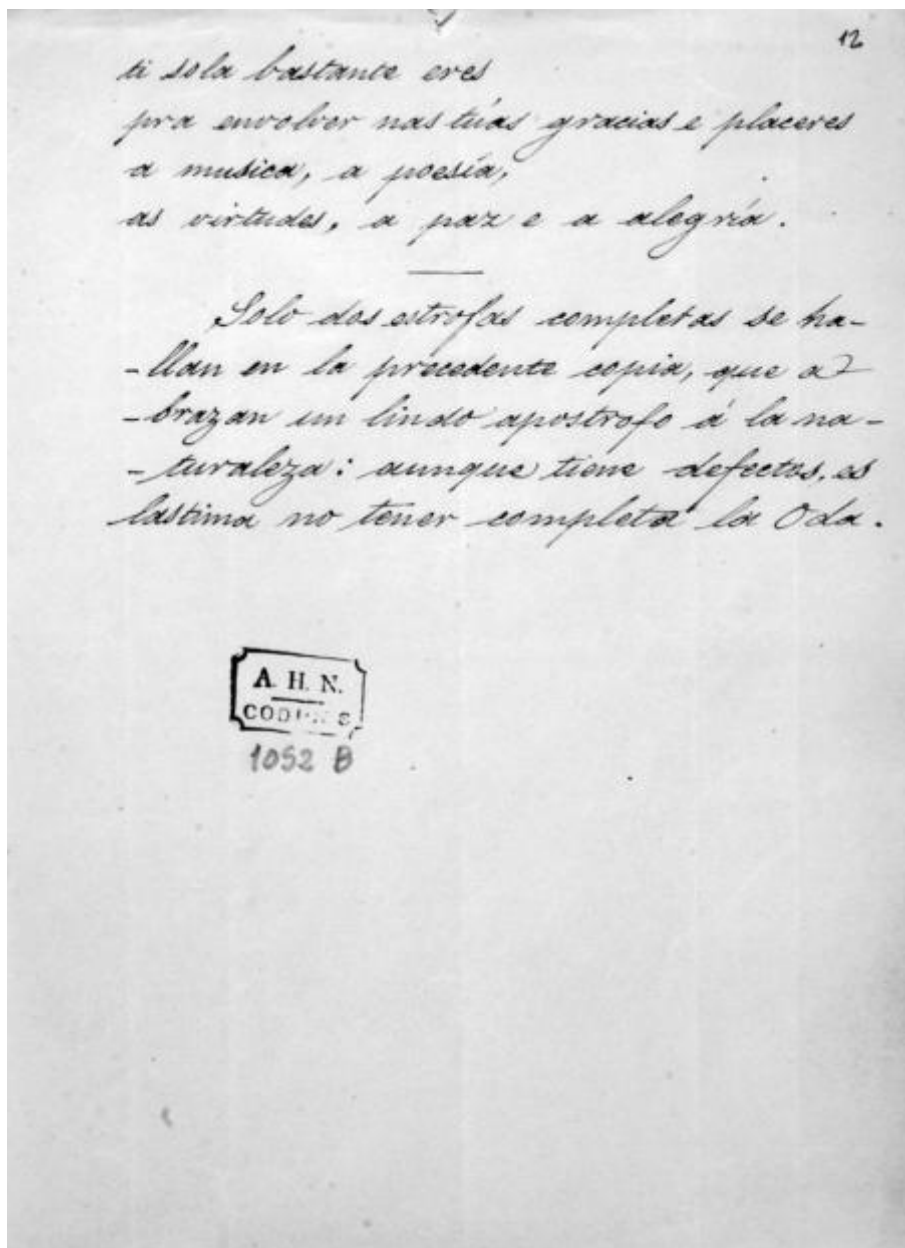 12
ti sola bastante eres
pra envolver nas túas gracias e placeres
a musica, a poesía,
as virtudes, a paz e a alegría.
Solo dos estrofas completas se ha-
-llan en la precedente copia, que a-
-brazan un lindo apostrofe á la na-
-turaleza: aunque tiene defectos, es
lastima no tener completa la Oda.
A. H. N.
CODICES
1052 B